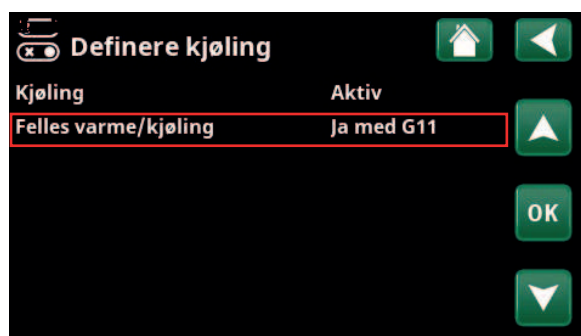 Definere kjøling
Kjøling Aktiv
Felles varme/kjøling Ja med G11
OK